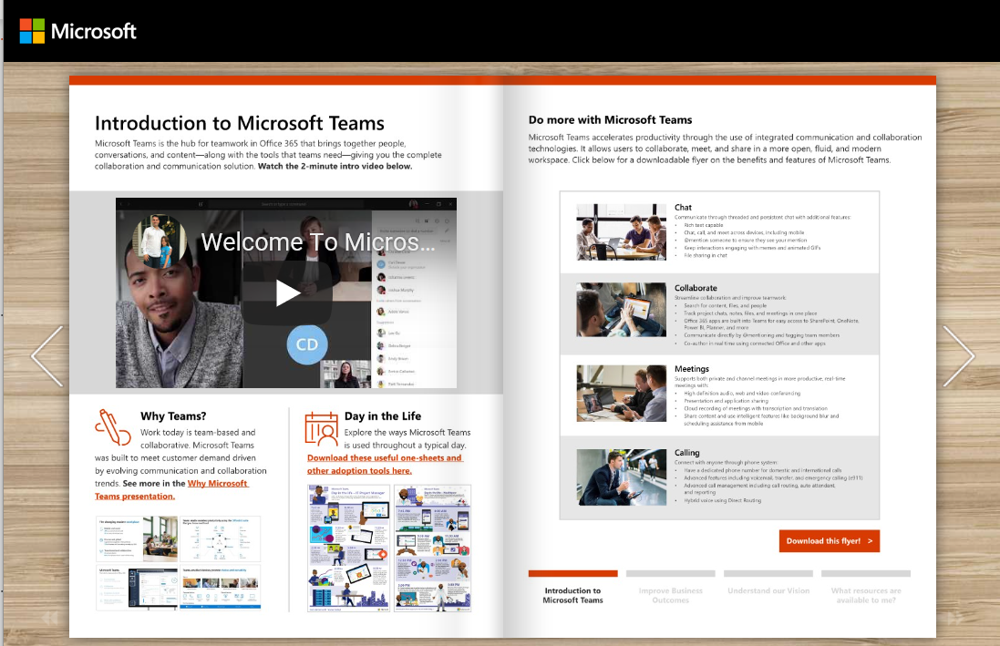 Microsoft
Introduction to Microsoft Teams
Microsoft Teams is the hub for teamwork in Office 365 that brings together people,
conversations, and content—along with the tools that teams need—giving you the complete
collaboration and communication solution. Watch the 2-minute intro video below.
Welcome To Micros...
CD
Why Teams?
Work today is team-based and
collaborative. Microsoft Teams
was built to meet customer demand driven
by evolving communication and collaboration
trends. See more in the Why Microsoft
Teams presentation.
Day in the Life
Explore the ways Microsoft Teams
is used throughout a typical day.
Download these useful one-sheets and
other adoption tools here.
Do more with Microsoft Teams
Microsoft Teams accelerates productivity through the use of integrated communication and collaboration
technologies. It allows users to collaborate, meet, and share in a more open, fluid, and modern
workspace. Click below for a downloadable flyer on the benefits and features of Microsoft Teams.
Chat
Communicate through threaded and persistent chat with additional features:
• Rich text capable
• Chat, call, and meet across devices, including mobile
• @mention someone to ensure they see your mention
• Keep interactions engaging with memes and animated GIFs
• File sharing in chat
Collaborate
Streamline collaboration and improve teamwork:
• Search for content, files, and people
• Track project chats, notes, files, and meetings in one place
• Office 365 apps are built into Teams for easy access to SharePoint, OneNote,
Power BI, Planner, and more
• Communicate directly by @mentioning and tagging team members
• Co-author in real time using connected Office and other apps
Meetings
Supports both private and channel meetings in more productive, real-time
meetings with:
• High definition audio, web and video conferencing
• Presentation and application sharing
• Cloud recording of meetings with transcription and translation
• Share content and use intelligent features like background blur and
scheduling assistance from mobile
Calling
Connect with anyone through phone system:
• Have a dedicated phone number for domestic and international calls
• Advanced features including voicemail, transfer, and emergency calling (e911)
• Advanced call management including call routing, auto attendant,
and reporting
• Hybrid voice using Direct Routing
Download this flyer! >
Introduction to
Microsoft Teams
Improve Business
Outcomes
Understand our Vision
What resources are
available to me?